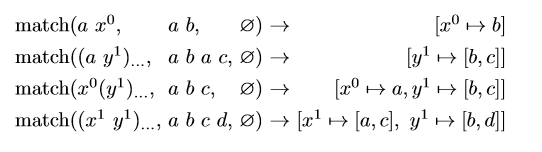 match(a x⁰, a b, ∅) → [x⁰ ↦ b]
match((a y¹)..., a b a c, ∅) → [y¹ ↦ [b, c]]
match(x⁰(y¹)..., a b c, ∅) → [x⁰ ↦ a, y¹ ↦ [b, c]]
match((x¹ y¹)..., a b c d, ∅) → [x¹ ↦ [a, c], y¹ ↦ [b, d]]